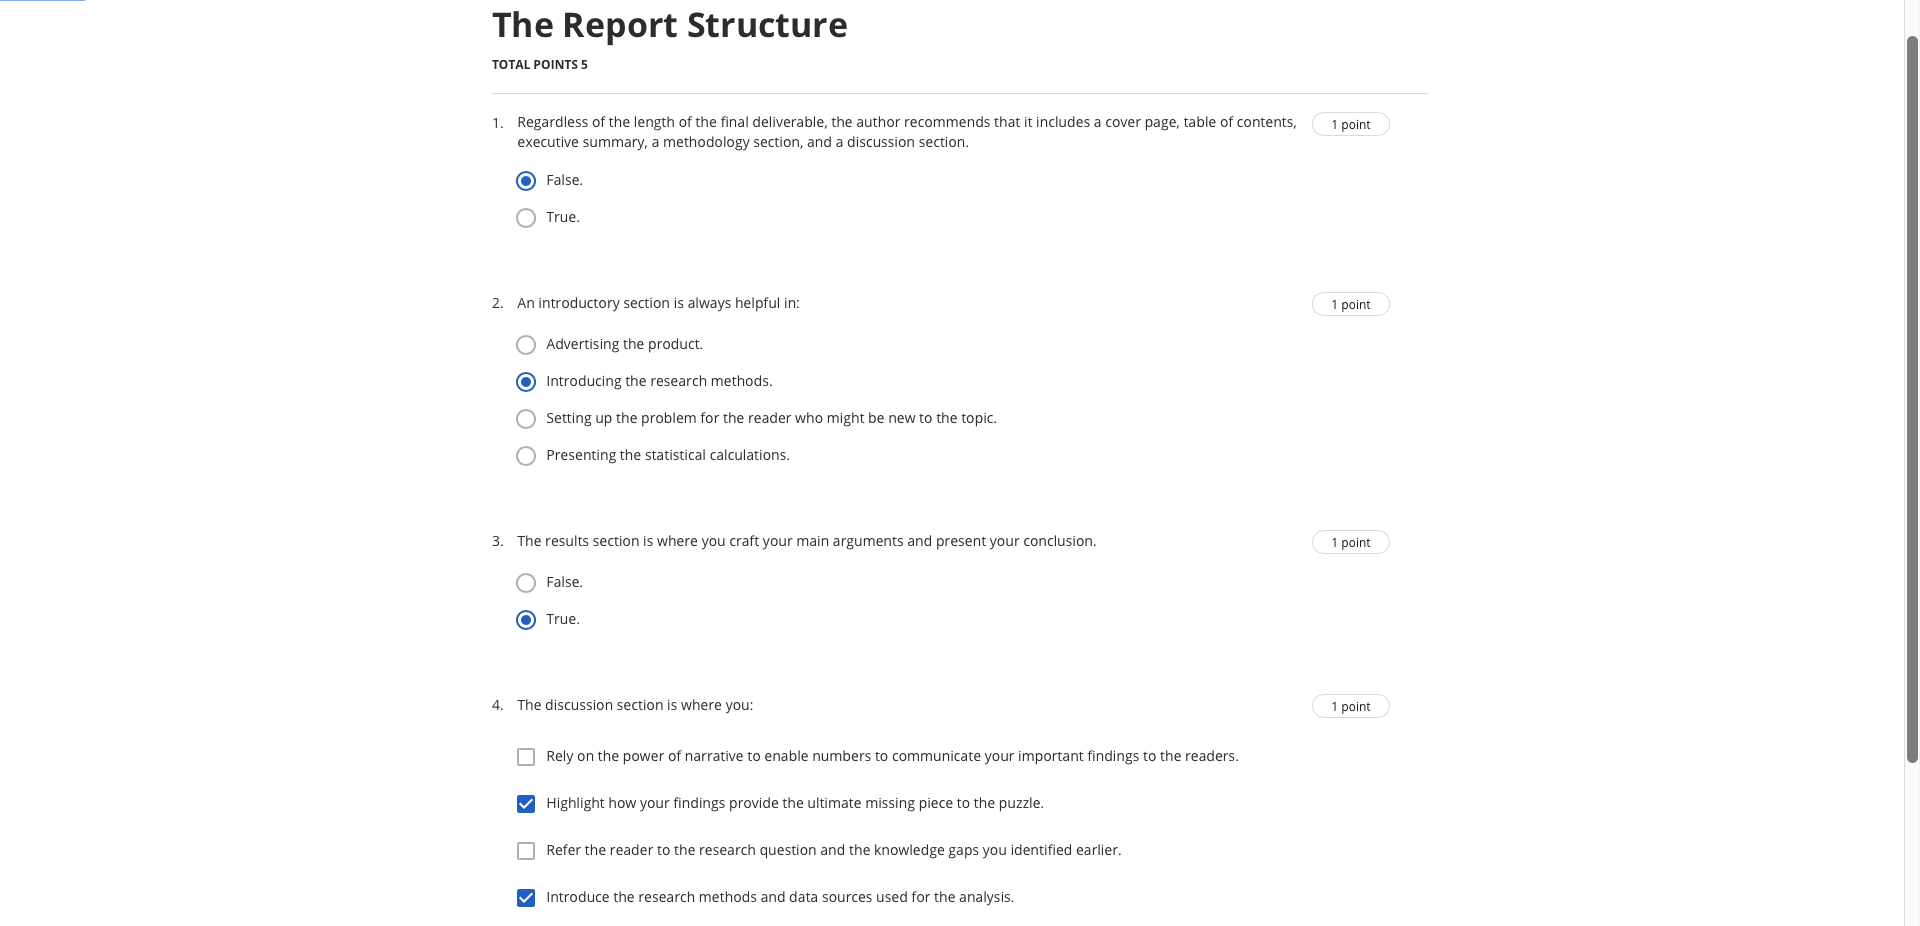 The Report Structure
TOTAL POINTS 5
1. Regardless of the length of the final deliverable, the author recommends that it includes a cover page, table of contents, 1 point
executive summary, a methodology section, and a discussion section.
False.
True.
2. An introductory section is always helpful in: 1 point
Advertising the product.
Introducing the research methods.
Setting up the problem for the reader who might be new to the topic.
Presenting the statistical calculations.
3. The results section is where you craft your main arguments and present your conclusion. 1 point
False.
True.
4. The discussion section is where you: 1 point
Rely on the power of narrative to enable numbers to communicate your important findings to the readers.
Highlight how your findings provide the ultimate missing piece to the puzzle.
Refer the reader to the research question and the knowledge gaps you identified earlier.
Introduce the research methods and data sources used for the analysis.